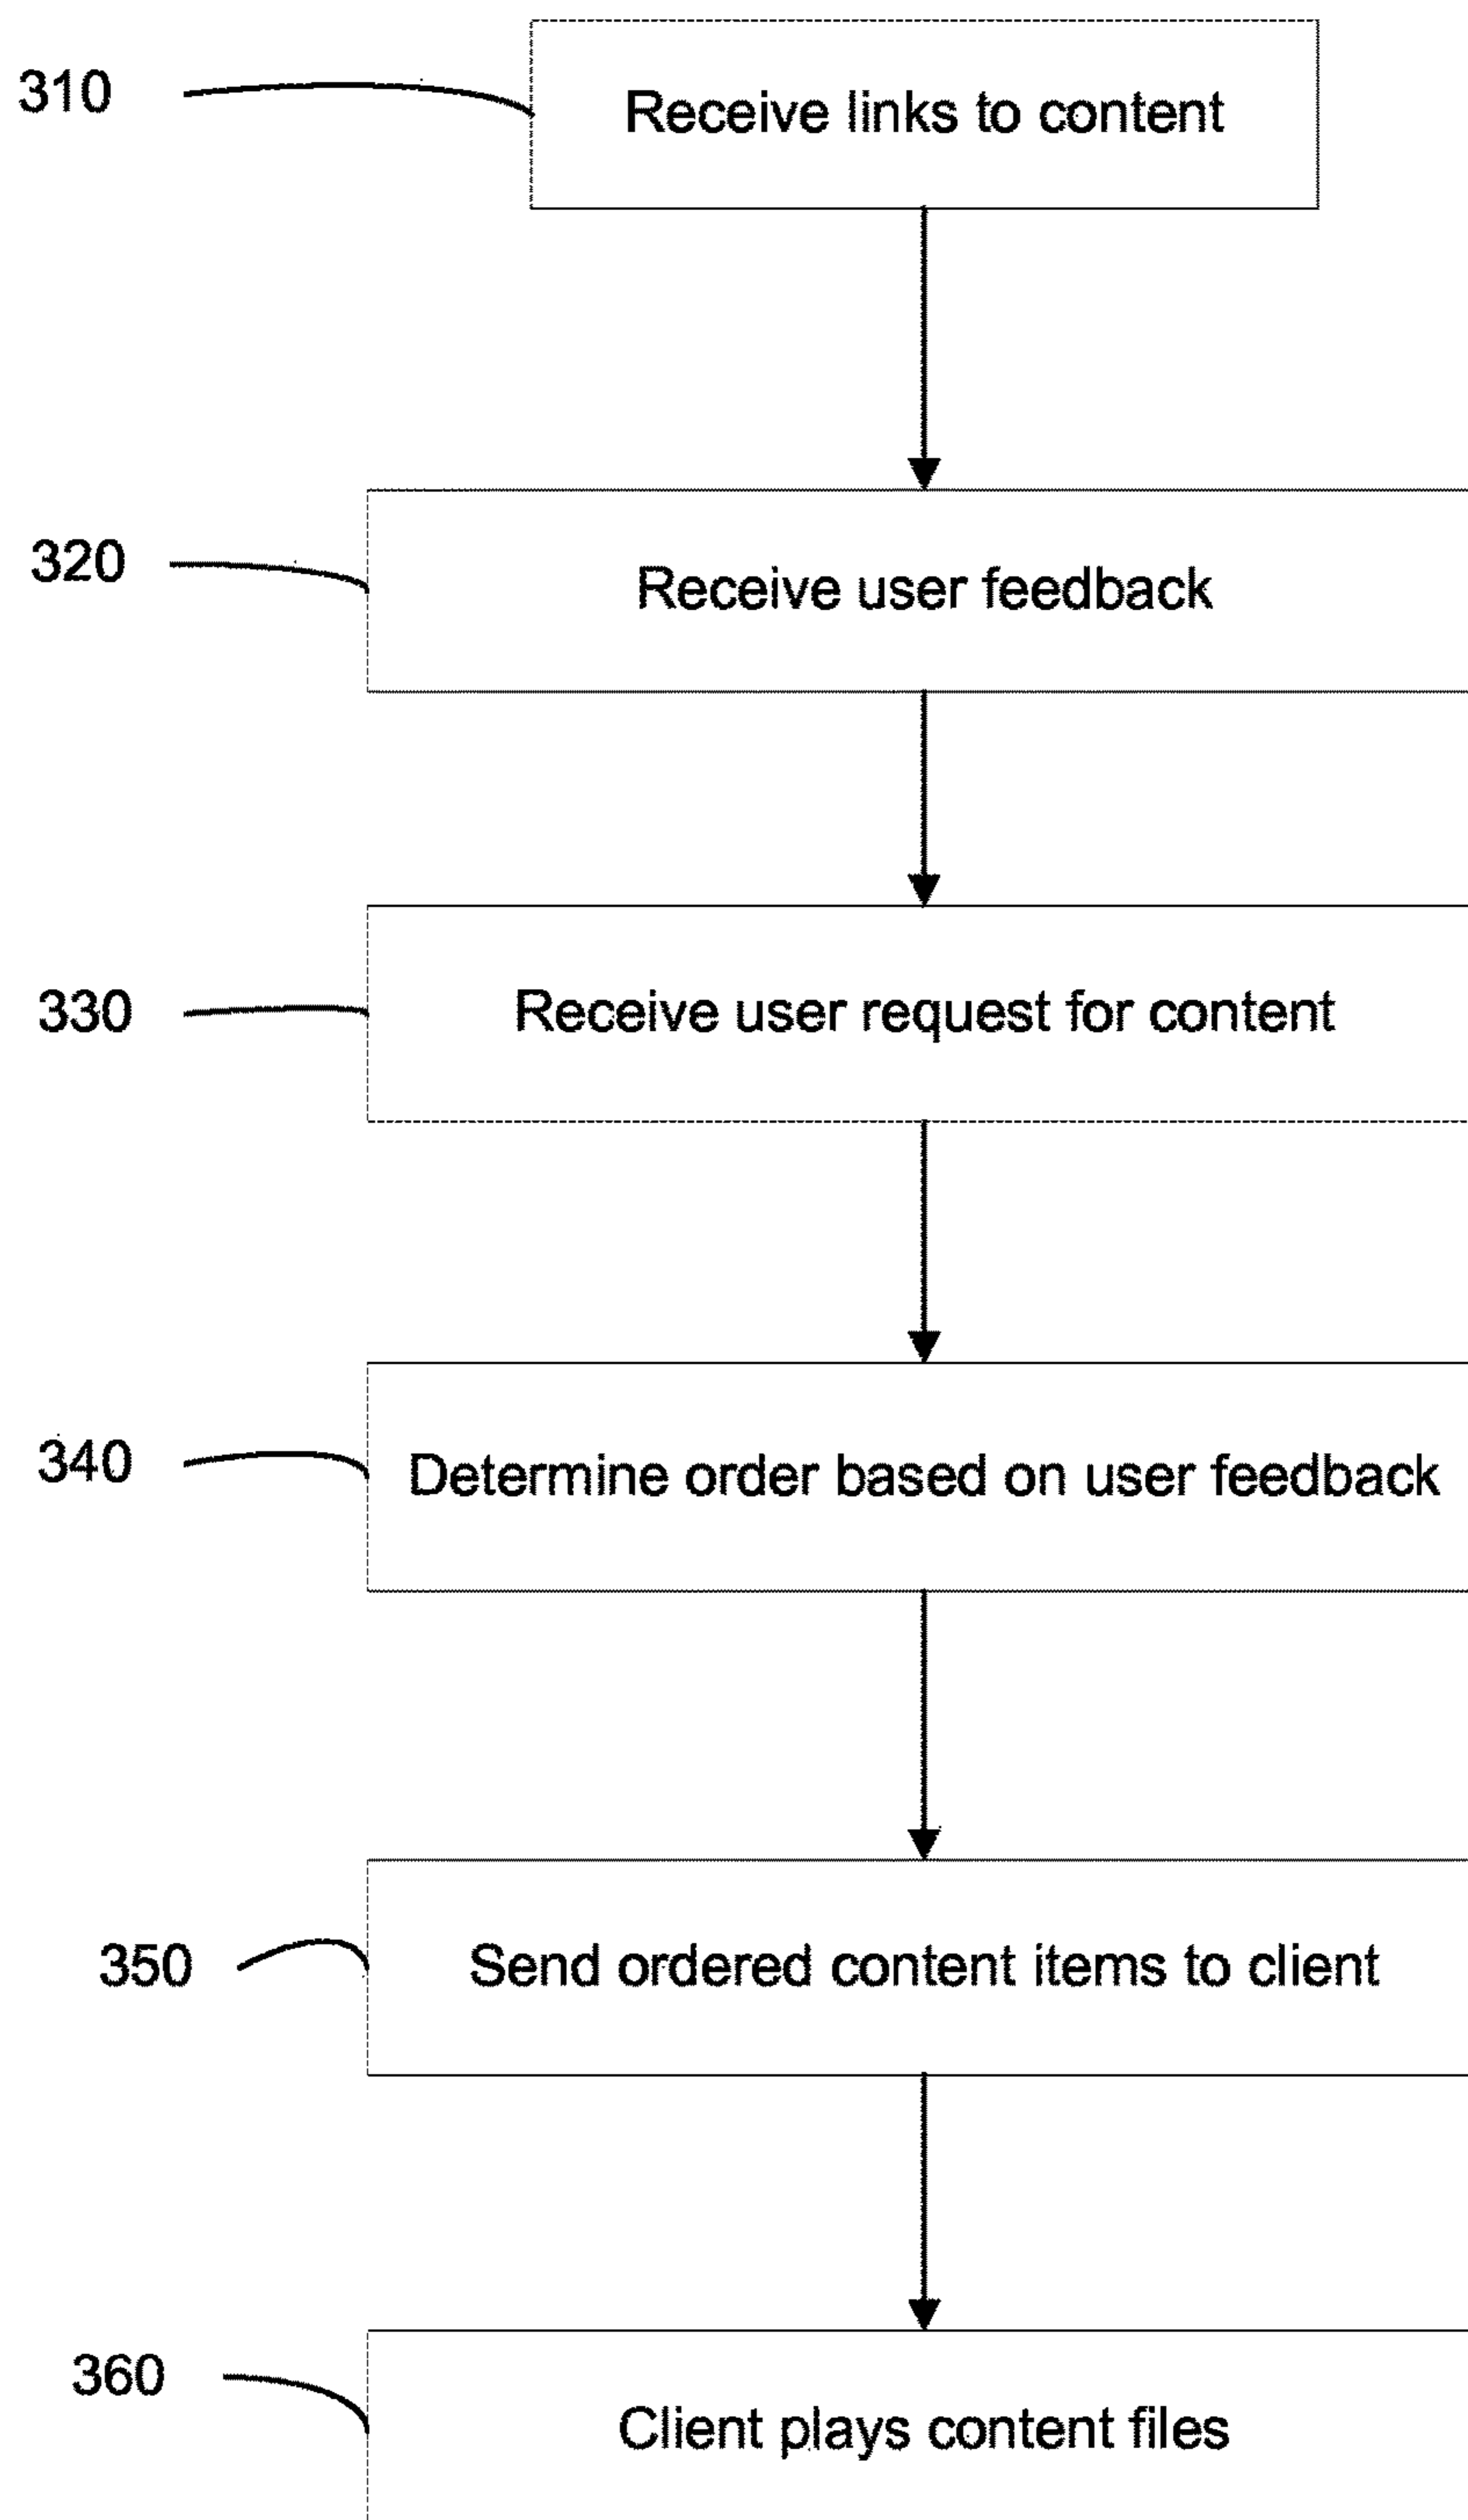 310
Receive links to content
320
Receive user feedback
330
Receive user request for content
340
Determine order based on user feedback
350
Send ordered content items to client
360
Client plays content files